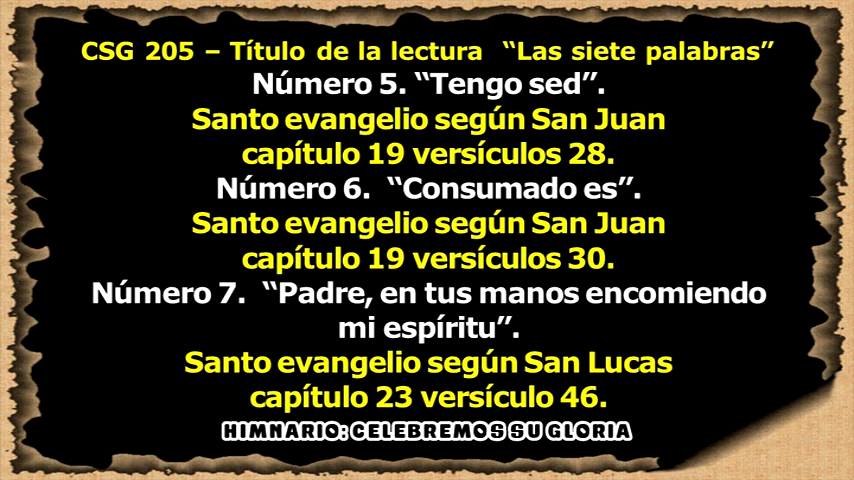 CSG 205 – Título de la lectura “Las siete palabras”
Número 5. “Tengo sed”.
Santo evangelio según San Juan
capítulo 19 versículos 28.
Número 6. “Consumado es”.
Santo evangelio según San Juan
capítulo 19 versículos 30.
Número 7. “Padre, en tus manos encomiendo
mi espíritu”.
Santo evangelio según San Lucas
capítulo 23 versículo 46.
HIMNARIO: CELEBREMOS SU GLORIA